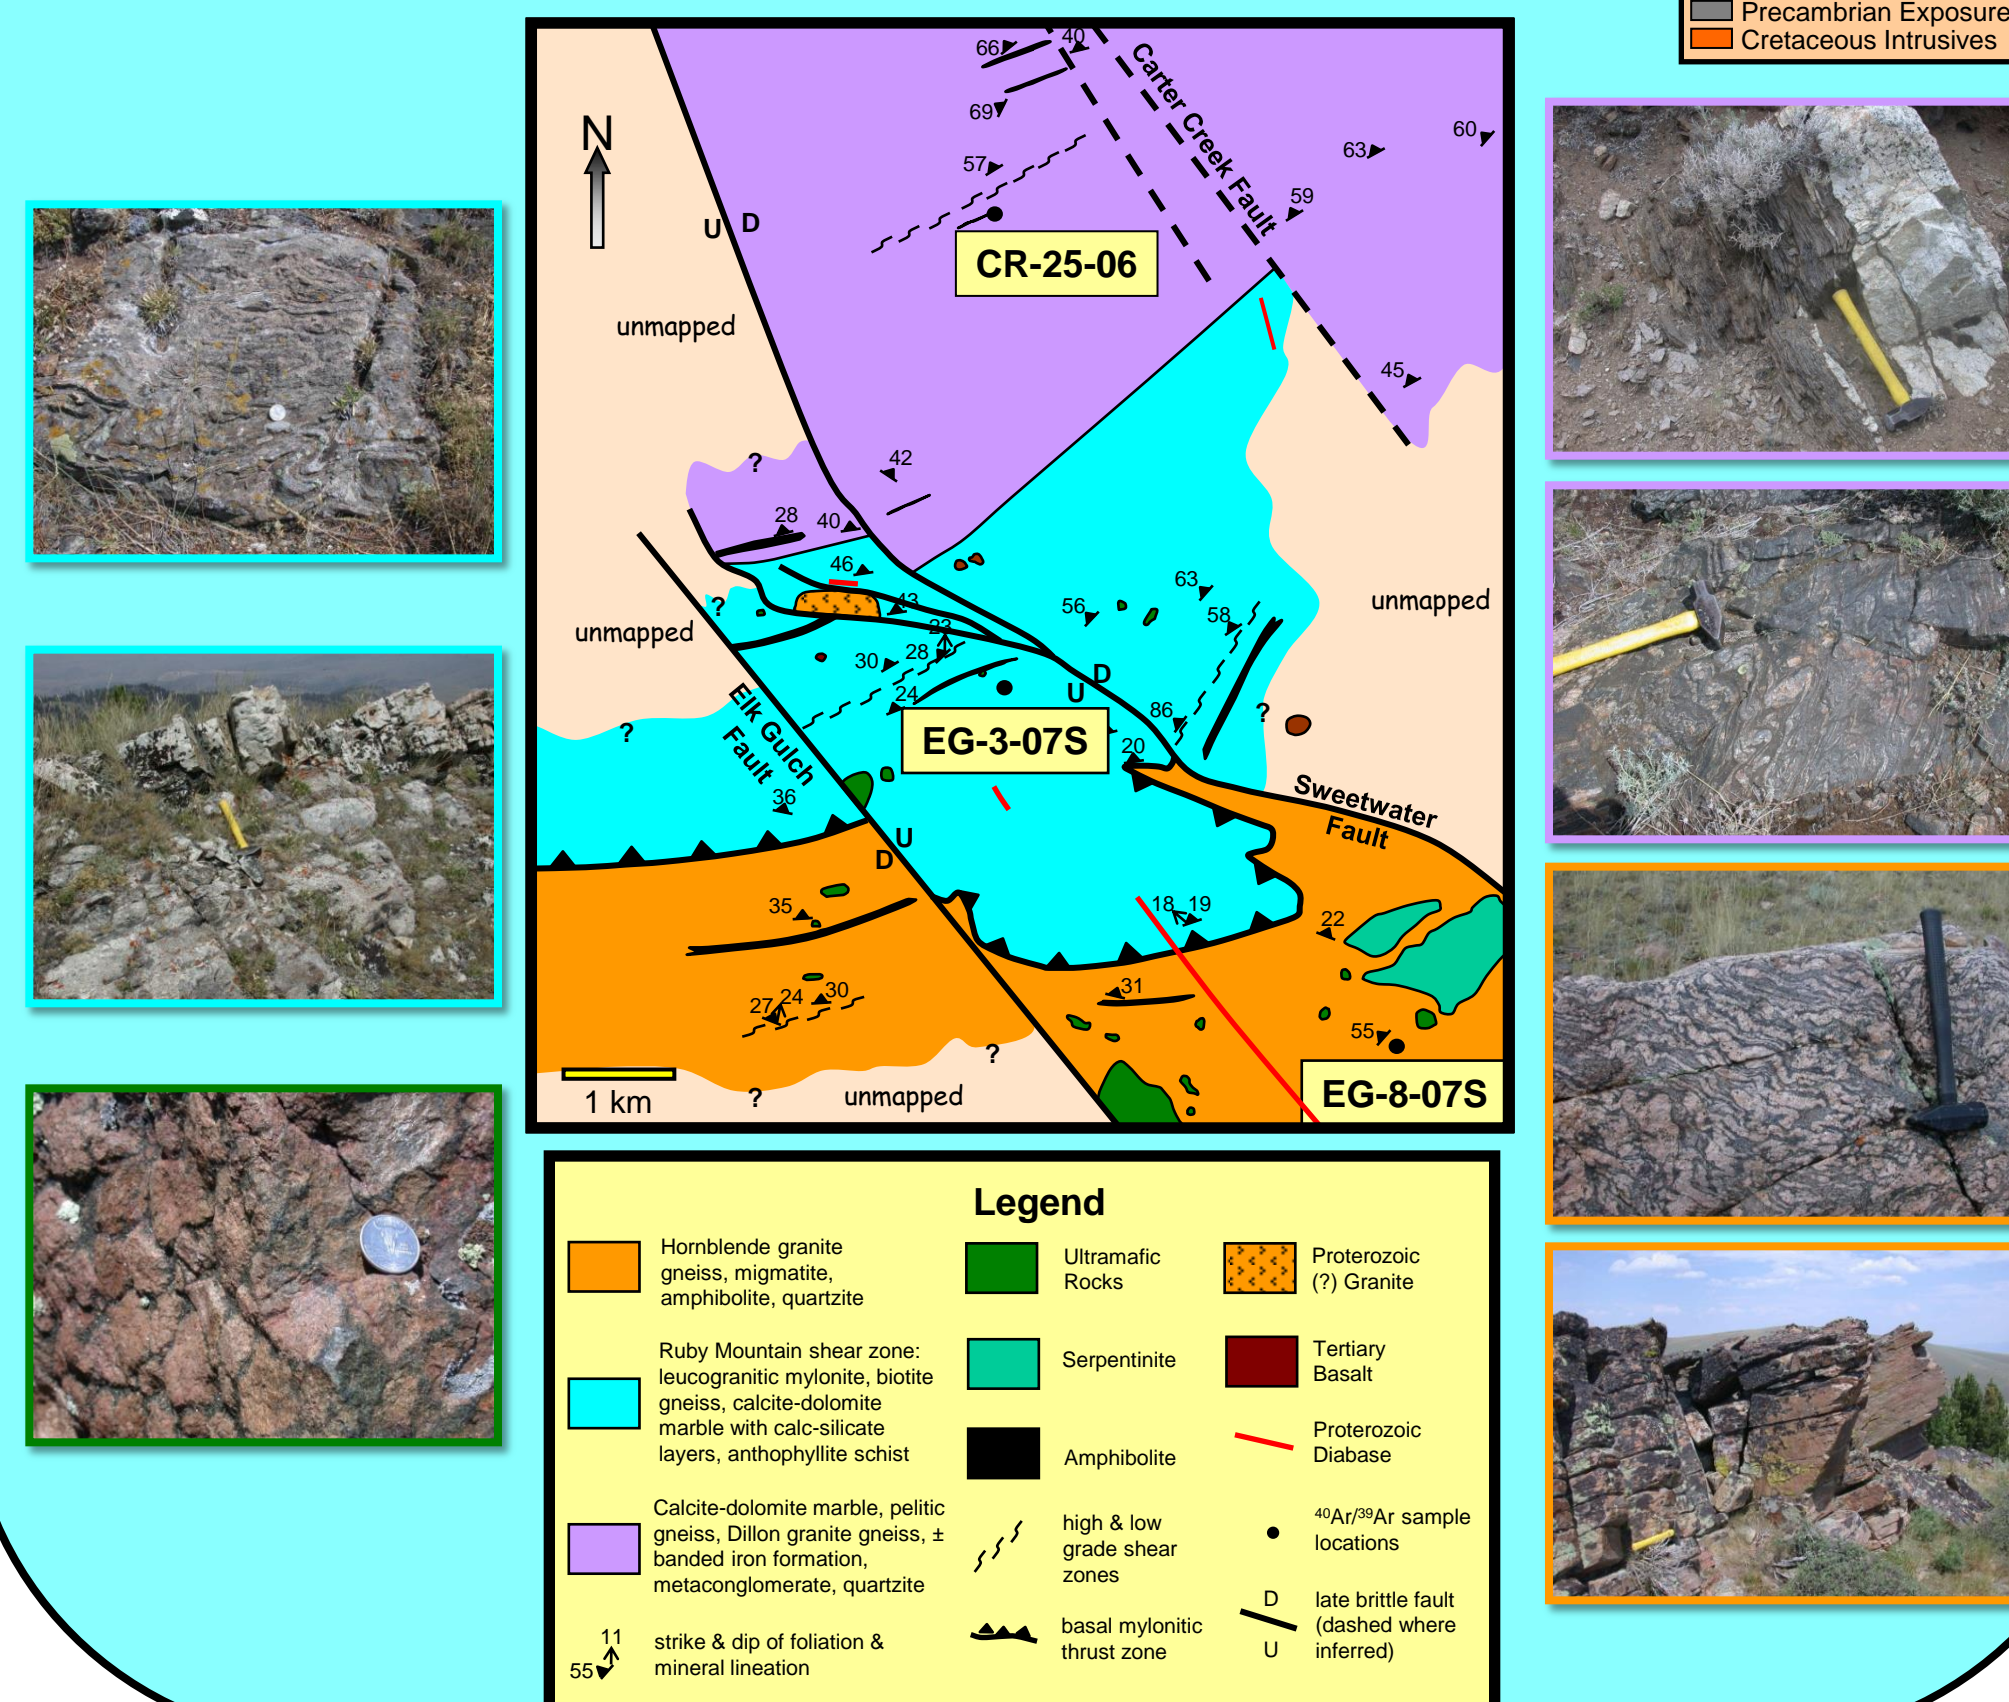 Precambrian Exposure
Cretaceous Intrusives
66
40
Carter Creek Fault
69
60
63
57
59
N
U D
CR-25-06
unmapped
45
42
?
28
40
46
43
?
unmapped
23
28
30
24
56
63
58
unmapped
D
U
86
?
20
?
Elk Gulch
Fault
EG-3-07S
36
Sweetwater
Fault
U
D
35
18 19
22
27 24 30
31
55
?
?
unmapped
1 km
EG-8-07S
Legend
Hornblende granite
gneiss, migmatite,
amphibolite, quartzite
Ruby Mountain shear zone:
leucogranitic mylonite, biotite
gneiss, calcite-dolomite
marble with calc-silicate
layers, anthophyllite schist
Calcite-dolomite marble, pelitic
gneiss, Dillon granite gneiss, ±
banded iron formation,
metaconglomerate, quartzite
11
55
strike & dip of foliation &
mineral lineation
Ultramafic
Rocks
Serpentinite
Amphibolite
high & low
grade shear
zones
basal mylonitic
thrust zone
Proterozoic
(?) Granite
Tertiary
Basalt
Proterozoic
Diabase
40Ar/39Ar sample
locations
D
U
late brittle fault
(dashed where
inferred)